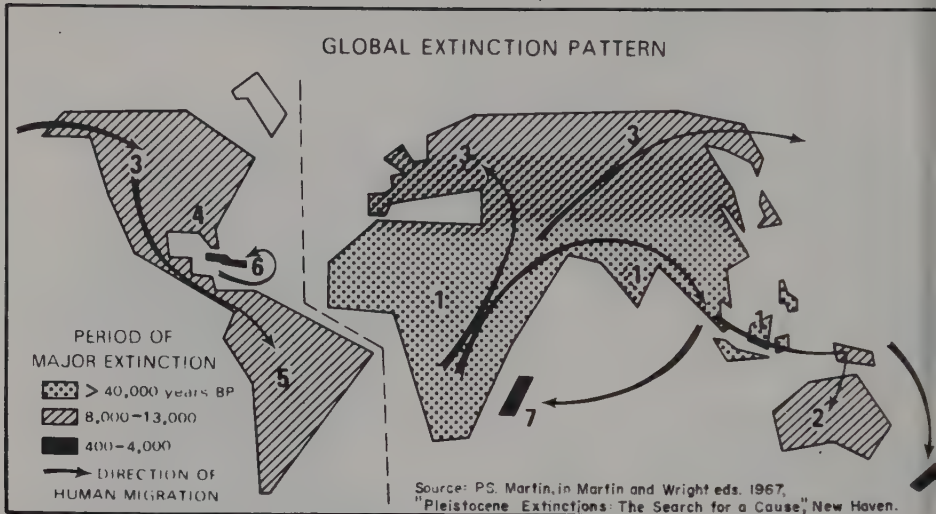 GLOBAL EXTINCTION PATTERN
3
4
6
5
3
3
1
1
1
2
7
PERIOD OF
MAJOR EXTINCTION
> 40,000 years BP
8,000-13,000
400-4,000
DIRECTION OF
HUMAN MIGRATION
Source: P.S. Martin, in Martin and Wright eds. 1967,
"Pleistocene Extinctions: The Search for a Cause", New Haven.